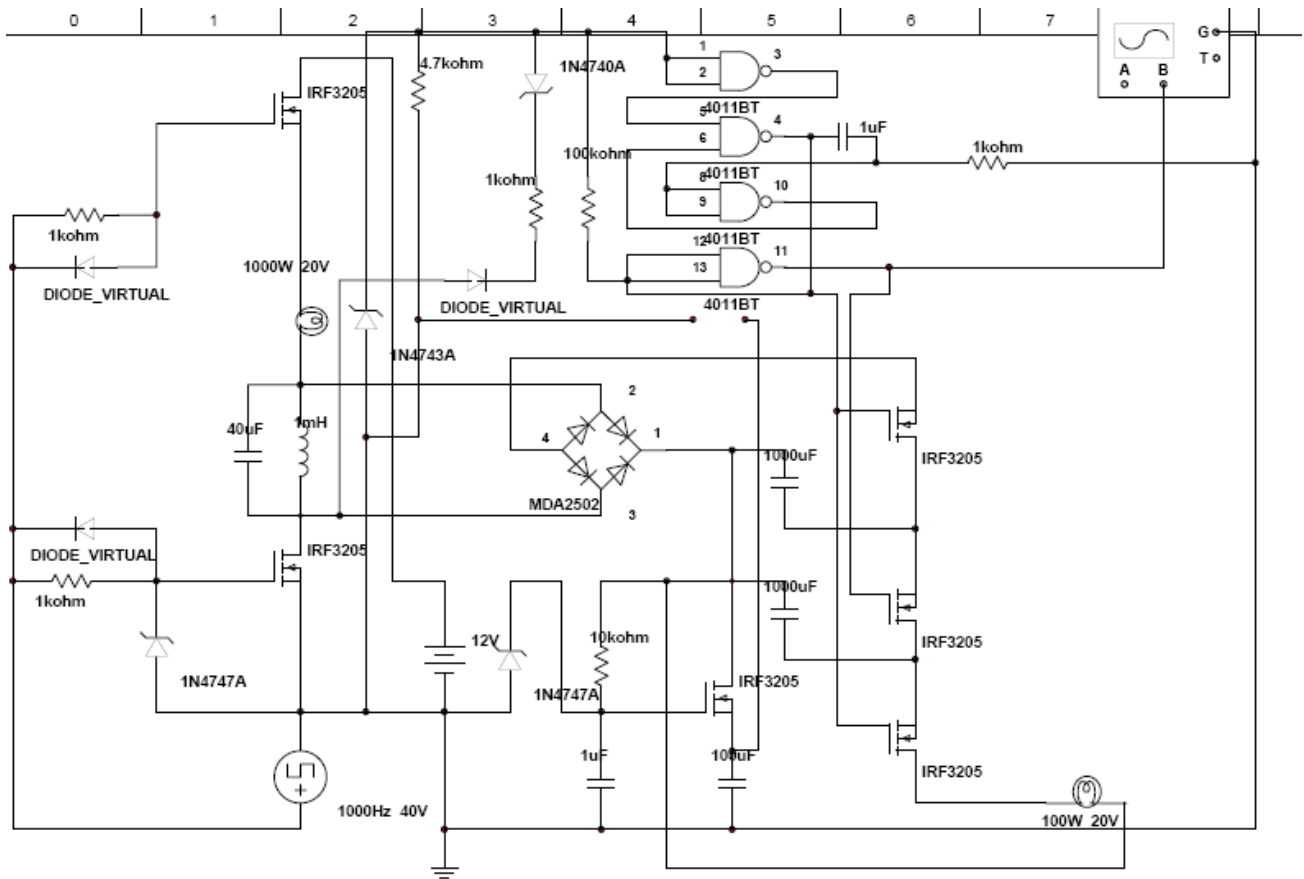 0 1 2 3 4 5 6 7
G
T
A B
4.7kohm
1N4740A
IRF3205
1 3
2
4011BT
5 4
6
1uF
1kohm
100kohm
1kohm
4011BT
8 10
9
1kohm
4011BT
12 11
13
1000W 20V
DIODE_VIRTUAL
DIODE_VIRTUAL
4011BT
1N4743A
2
40uF
1mH
4 1
1000uF
IRF3205
MDA2502
3
IRF3205
DIODE_VIRTUAL
1kohm
1000uF
12V
10kohm
IRF3205
1N4747A
1N4747A
IRF3205
1uF
100uF
IRF3205
+
1000Hz 40V
100W 20V